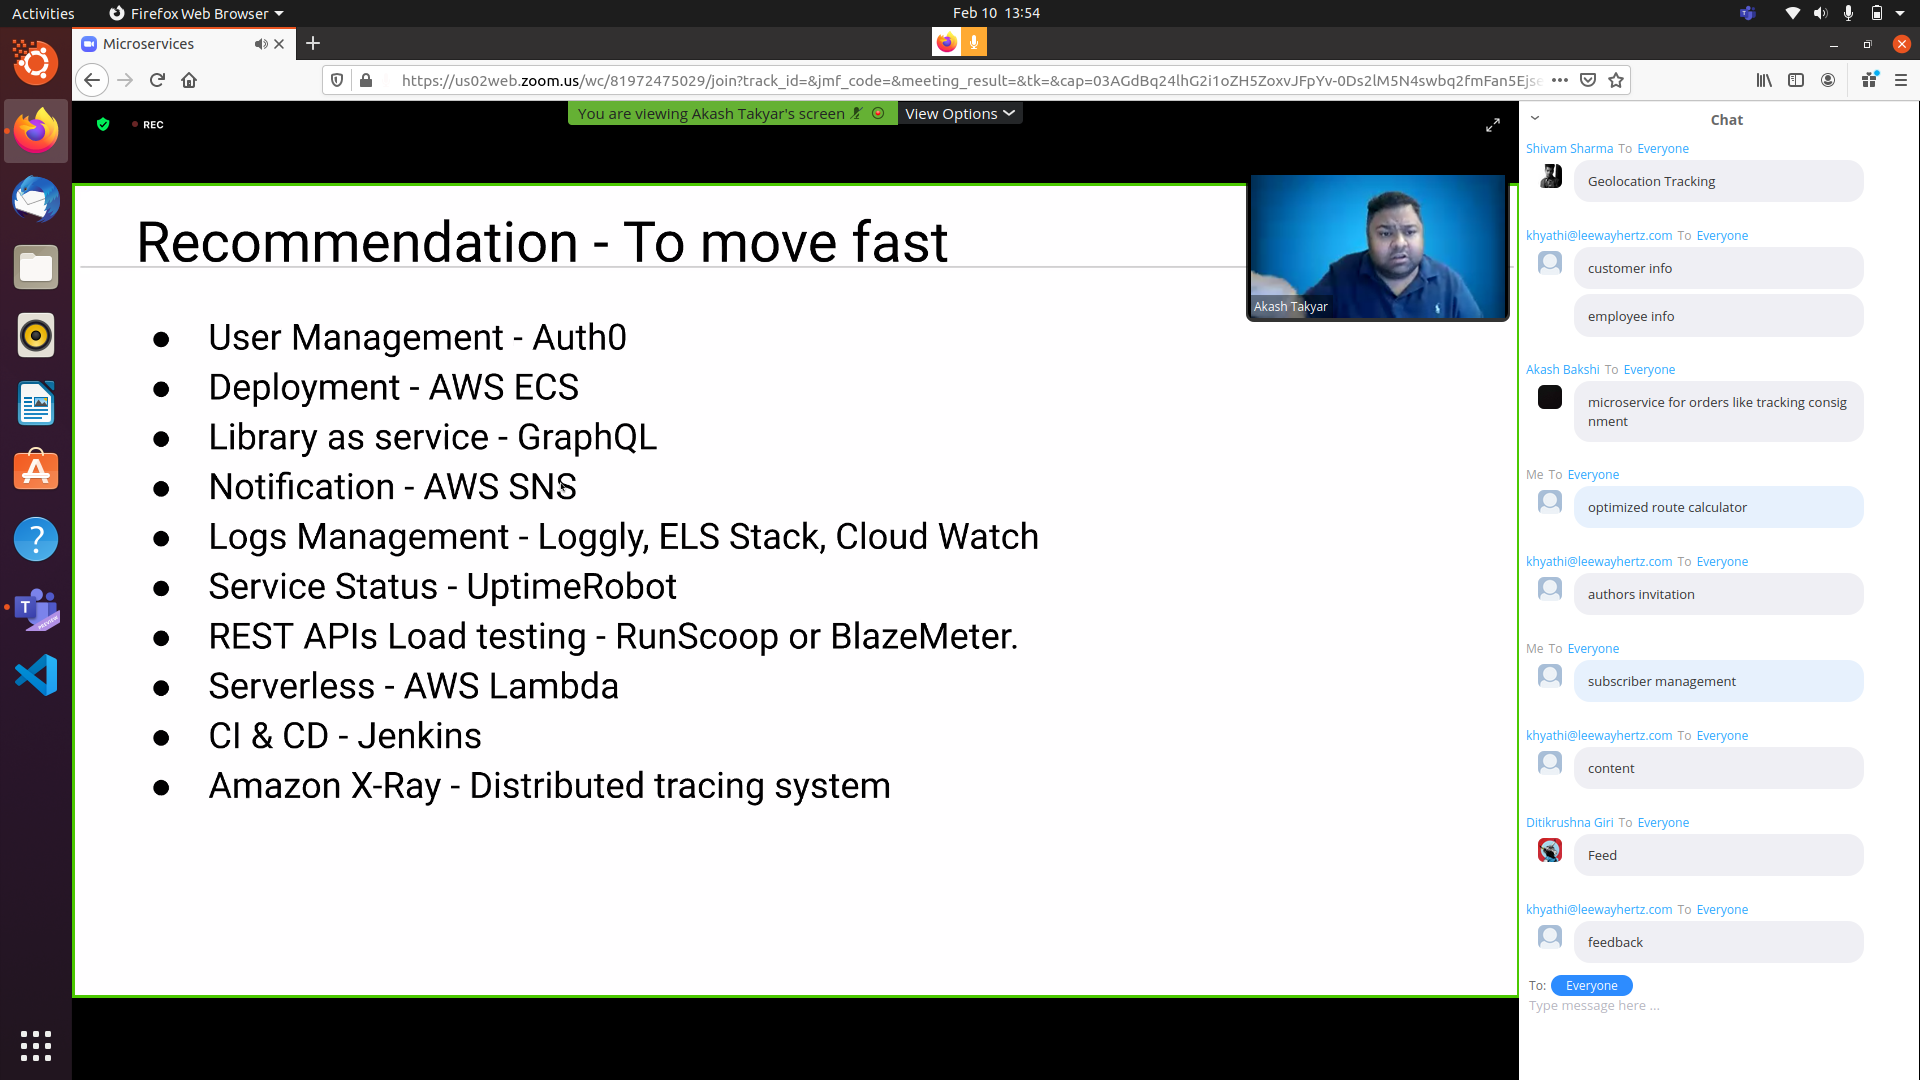 Activities
Firefox Web Browser
Feb 10 13:54
Microservices
https://us02web.zoom.us/wc/81972475029/join?track_id=&jmf_code=&meeting_result=&tk=&cap=03AGdBq24lhG2i1oZH5ZoxvJFpYv-0Ds2lM5N4swbq2fmFan5Ejse
REC
You are viewing Akash Takyar's screen
View Options
Recommendation - To move fast
Akash Takyar
● User Management - Auth0
● Deployment - AWS ECS
● Library as service - GraphQL
● Notification - AWS SNS
● Logs Management - Loggly, ELS Stack, Cloud Watch
● Service Status - UptimeRobot
● REST APIs Load testing - RunScoop or BlazeMeter.
● Serverless - AWS Lambda
● CI & CD - Jenkins
● Amazon X-Ray - Distributed tracing system
Chat
Shivam Sharma To Everyone
Geolocation Tracking
khyathi@leewayhertz.com To Everyone
customer info
employee info
Akash Bakshi To Everyone
microservice for orders like tracking consig
nment
Me To Everyone
optimized route calculator
khyathi@leewayhertz.com To Everyone
authors invitation
Me To Everyone
subscriber management
khyathi@leewayhertz.com To Everyone
content
Ditikrushna Giri To Everyone
Feed
khyathi@leewayhertz.com To Everyone
feedback
To: Everyone
Type message here ...